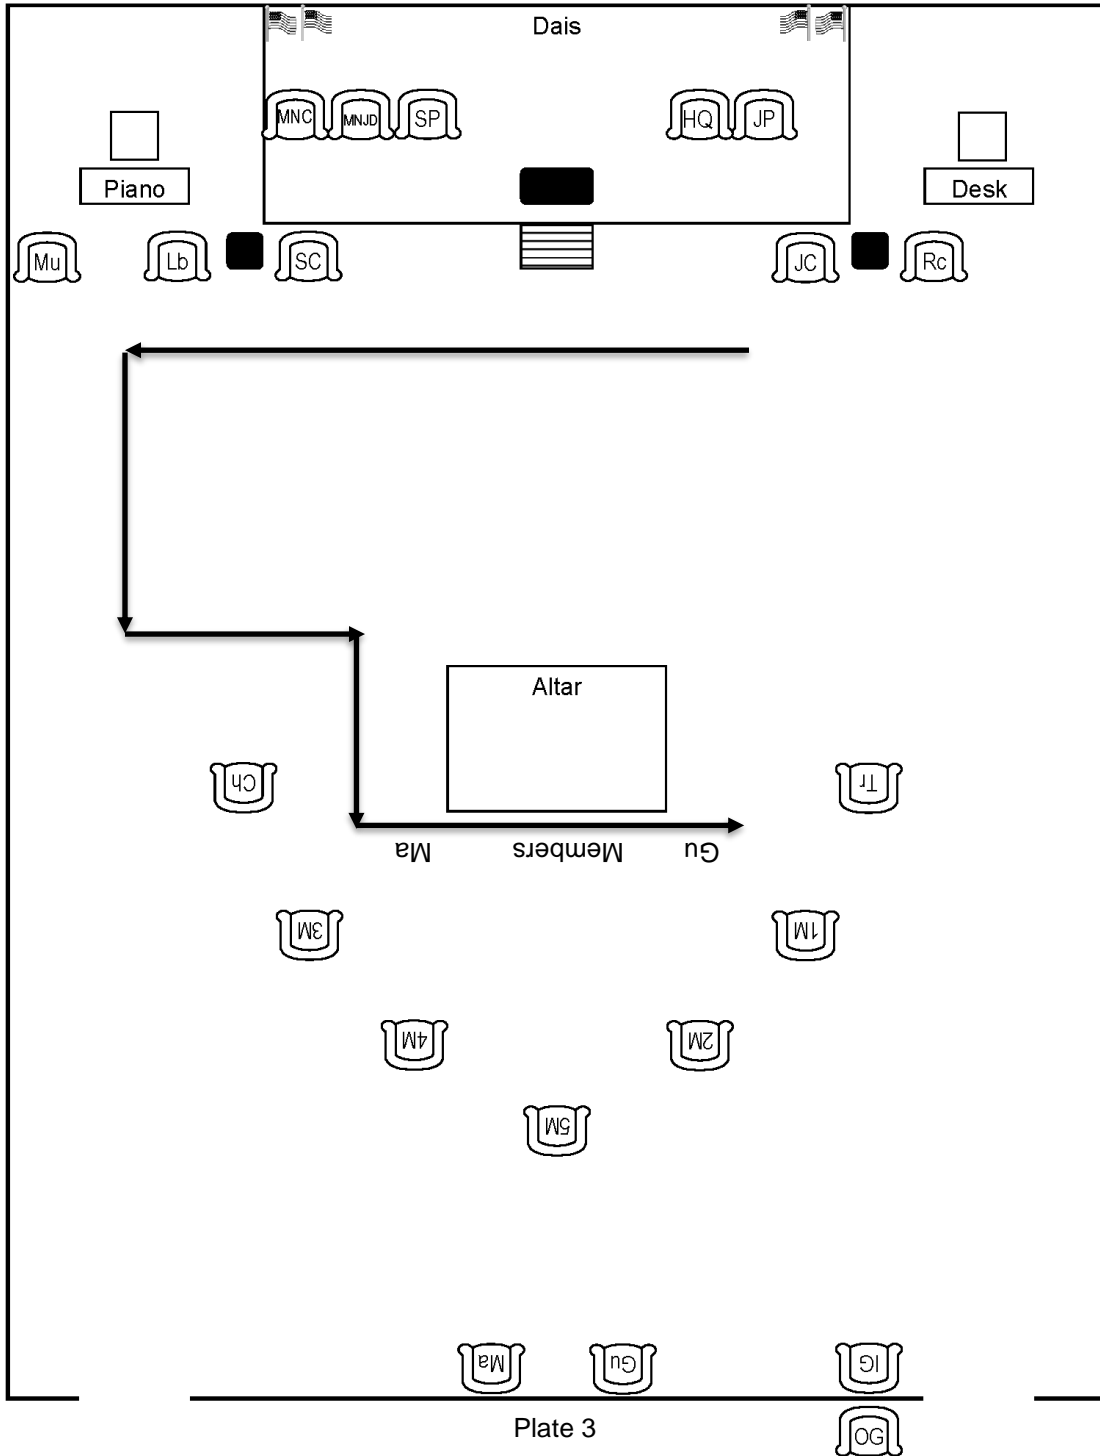 Dais
MNC MNJD SP HQ JP
Piano Desk
Mu Lb SC JC Rc
Altar
Ch Tr
Ma Members Gu
3M 1M
4M 2M
5M
Ma Gu IG
Plate 3 OG